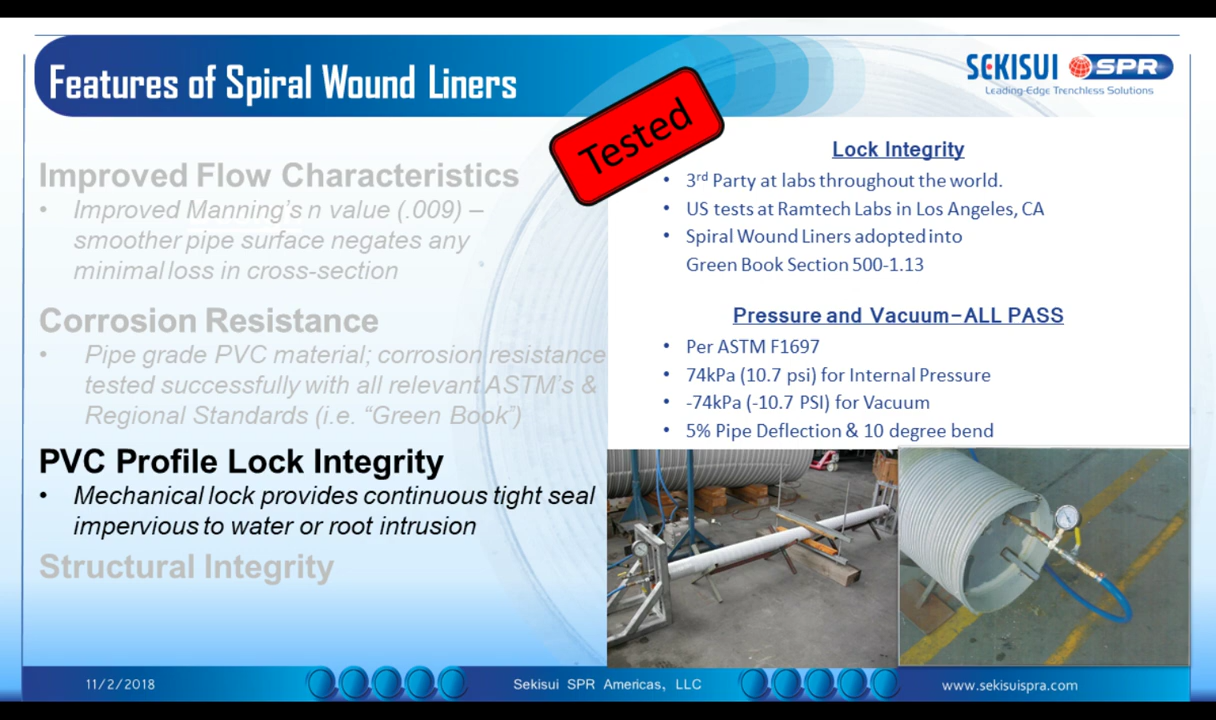 Features of Spiral Wound Liners
SEKISUI SPR
Leading-Edge Trenchless Solutions
Tested
Improved Flow Characteristics
• Improved Manning's n value (.009) –
smoother pipe surface negates any
minimal loss in cross-section
Corrosion Resistance
• Pipe grade PVC material; corrosion resistance
tested successfully with all relevant ASTM's &
Regional Standards (i.e. “Green Book”)
PVC Profile Lock Integrity
• Mechanical lock provides continuous tight seal
impervious to water or root intrusion
Structural Integrity
Lock Integrity
• 3rd Party at labs throughout the world.
• US tests at Ramtech Labs in Los Angeles, CA
• Spiral Wound Liners adopted into
Green Book Section 500-1.13
Pressure and Vacuum-ALL PASS
• Per ASTM F1697
• 74kPa (10.7 psi) for Internal Pressure
• -74kPa (-10.7 PSI) for Vacuum
• 5% Pipe Deflection & 10 degree bend
11/2/2018
Sekisui SPR Americas, LLC
www.sekisuispra.com